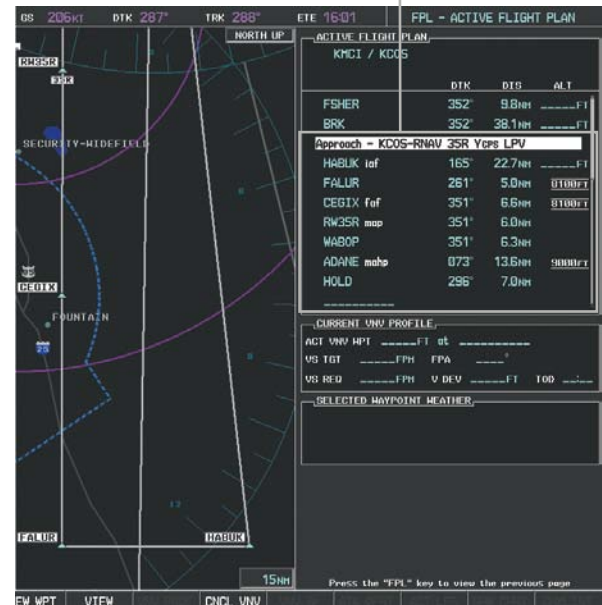 GS 206KT DTK 287° TRK 288° ETE 16:01 FPL - ACTIVE FLIGHT PLAN
NORTH UP
RW35R
35R
SECURITY-WIDEFIELD
CEGIX
FOUNTAIN
25
FALUR
HABUK
15NM
ACTIVE FLIGHT PLAN
KMCI / KCOS
DTK DIS ALT
FSHER 352° 9.8NM _____FT
BRK 352° 38.1NM _____FT
Approach - KCOS-RNAV 35R YGPS LPV
HABUK iaf 165° 22.7NM _____FT
FALUR 261° 5.0NM 8100FT
CEGIX faf 351° 6.6NM 8100FT
RW35R map 351° 6.0NM
WABOP 351° 6.3NM
ADANE mahp 073° 13.6NM 9000FT
HOLD 296° 7.0NM
CURRENT VNV PROFILE
ACT VNV WPT _____FT at __________
VS TGT _____FPM FPA ____°
VS REQ _____FPM V DEV _____FT TOD __:__
SELECTED WAYPOINT WEATHER
Press the "FPL" key to view the previous page
EW WPT VIEW CNCL VNV